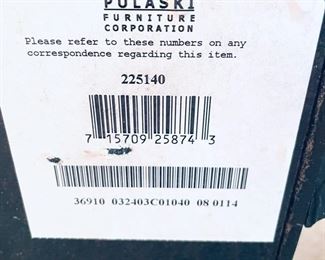 PULASKI
FURNITURE
CORPORATION
Please refer to these numbers on any
correspondence regarding this item.
225140
7 15709 25874 3
36910 032403C01040 08 0114